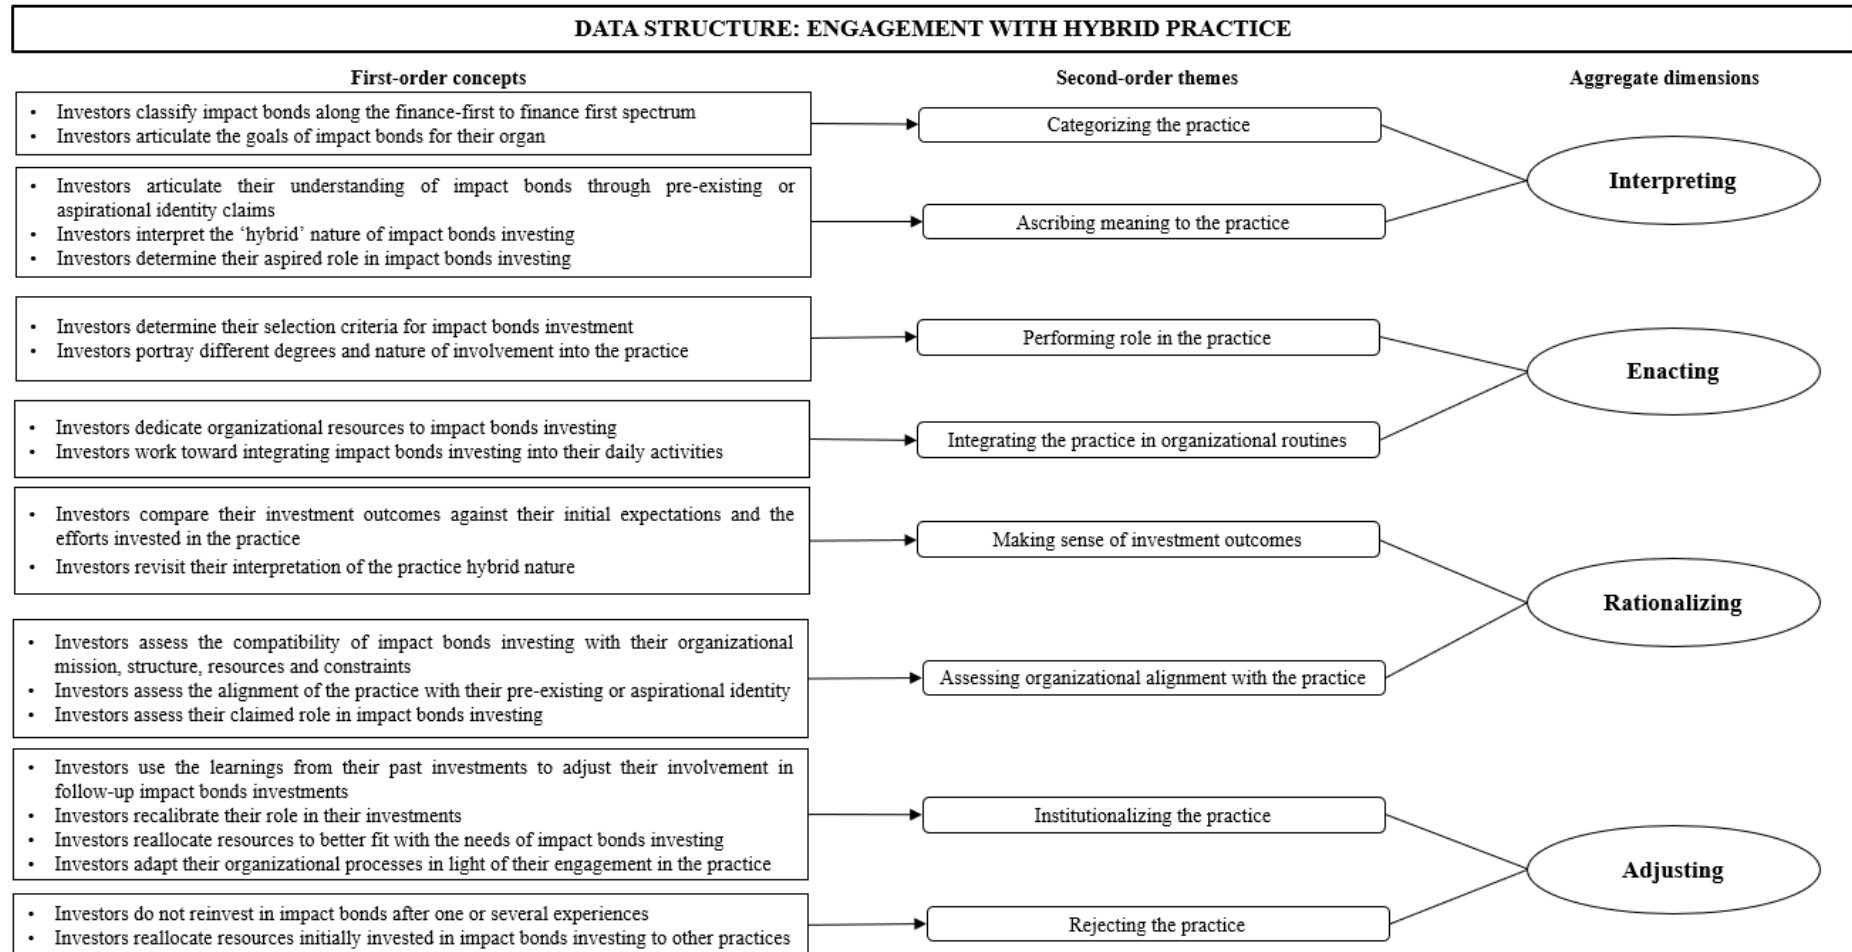 DATA STRUCTURE: ENGAGEMENT WITH HYBRID PRACTICE
First-order concepts
Second-order themes
Aggregate dimensions
• Investors classify impact bonds along the finance-first to finance first spectrum
• Investors articulate the goals of impact bonds for their organ
Categorizing the practice
• Investors articulate their understanding of impact bonds through pre-existing or
aspirational identity claims
• Investors interpret the ‘hybrid’ nature of impact bonds investing
• Investors determine their aspired role in impact bonds investing
Ascribing meaning to the practice
Interpreting
• Investors determine their selection criteria for impact bonds investment
• Investors portray different degrees and nature of involvement into the practice
Performing role in the practice
• Investors dedicate organizational resources to impact bonds investing
• Investors work toward integrating impact bonds investing into their daily activities
Integrating the practice in organizational routines
Enacting
• Investors compare their investment outcomes against their initial expectations and the
efforts invested in the practice
• Investors revisit their interpretation of the practice hybrid nature
Making sense of investment outcomes
• Investors assess the compatibility of impact bonds investing with their organizational
mission, structure, resources and constraints
• Investors assess the alignment of the practice with their pre-existing or aspirational identity
• Investors assess their claimed role in impact bonds investing
Assessing organizational alignment with the practice
Rationalizing
• Investors use the learnings from their past investments to adjust their involvement in
follow-up impact bonds investments
• Investors recalibrate their role in their investments
• Investors reallocate resources to better fit with the needs of impact bonds investing
• Investors adapt their organizational processes in light of their engagement in the practice
Institutionalizing the practice
• Investors do not reinvest in impact bonds after one or several experiences
• Investors reallocate resources initially invested in impact bonds investing to other practices
Rejecting the practice
Adjusting